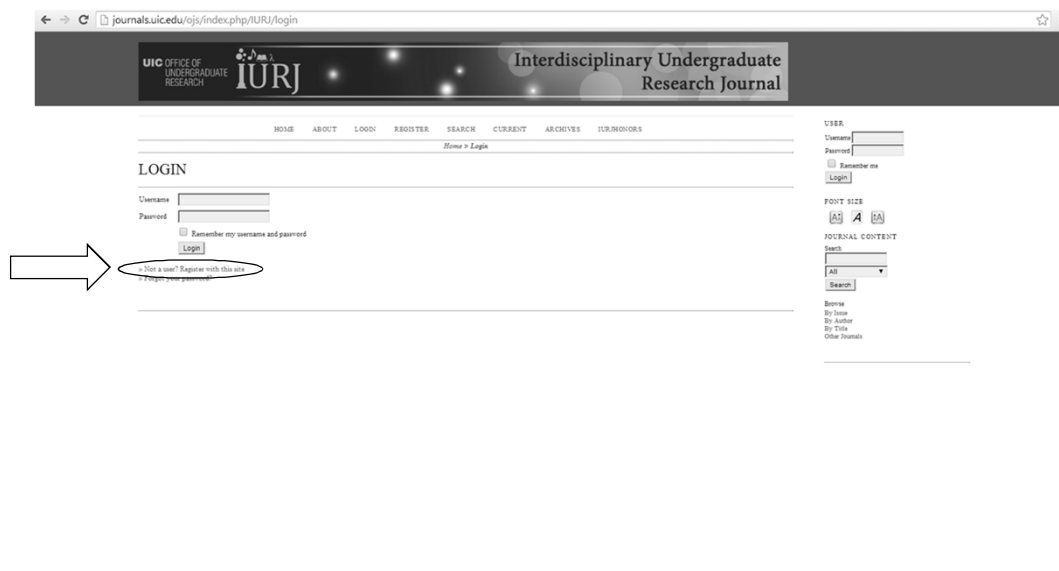 journals.uic.edu/ojs/index.php/IURJ/login
UIC OFFICE OF
UNDERGRADUATE
RESEARCH
IURJ
Interdisciplinary Undergraduate
Research Journal
HOME ABOUT LOGIN REGISTER SEARCH CURRENT ARCHIVES IURJHONORS
Home > Login
LOGIN
Username
Password
Remember my username and password
Login
» Not a user? Register with this site
» Forgot your password?
USER
Username
Password
Remember me
Login
FONT SIZE
A A A
JOURNAL CONTENT
Search
All
Search
Browse
By Issue
By Author
By Title
Other Journals